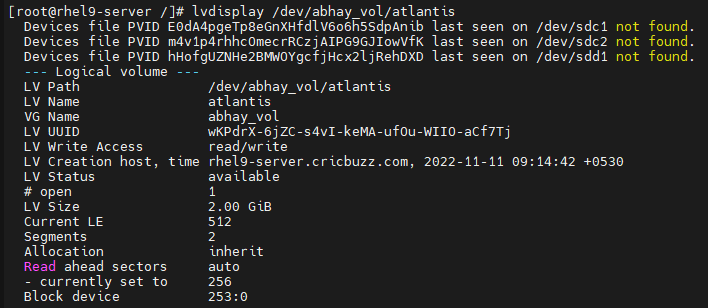 [root@rhel9-server /]# lvdisplay /dev/abhay_vol/atlantis
Devices file PVID E0dA4pgeTp8eGnXHfdlV6o6h5SdpAnib last seen on /dev/sdc1 not found.
Devices file PVID m4v1p4rhhcOmecrRCzjAIPG9GJIowVfK last seen on /dev/sdc2 not found.
Devices file PVID hHofgUZNHe2BMWOYgcfjHcx2ljRehDXD last seen on /dev/sdd1 not found.
--- Logical volume ---
LV Path                /dev/abhay_vol/atlantis
LV Name                atlantis
VG Name                abhay_vol
LV UUID                wKPdrX-6jZC-s4vI-keMA-ufOu-WIIO-aCf7Tj
LV Write Access        read/write
LV Creation host, time rhel9-server.cricbuzz.com, 2022-11-11 09:14:42 +0530
LV Status              available
# open                 1
LV Size                2.00 GiB
Current LE             512
Segments               2
Allocation             inherit
Read ahead sectors     auto
- currently set to     256
Block device           253:0